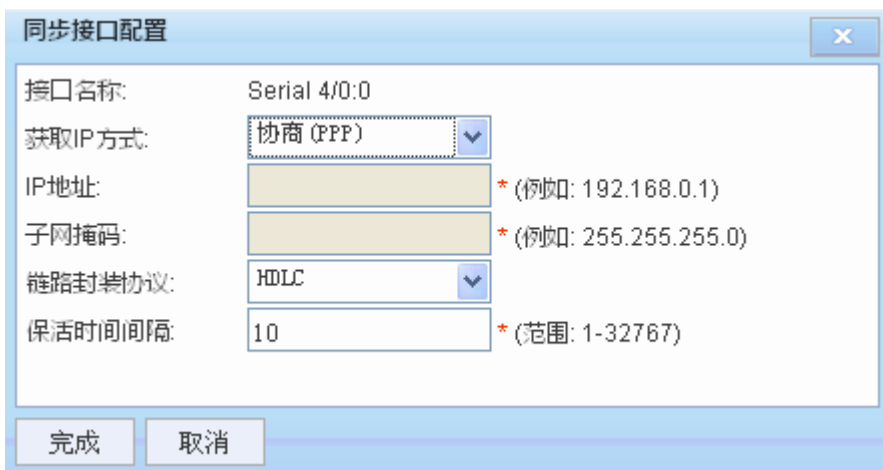 同步接口配置
接口名称: Serial 4/0:0
获取IP方式: 协商(PPP)
IP地址: * (例如: 192.168.0.1)
子网掩码: * (例如: 255.255.255.0)
链路封装协议: HDLC
保活时间间隔: 10 * (范围: 1-32767)
完成 取消